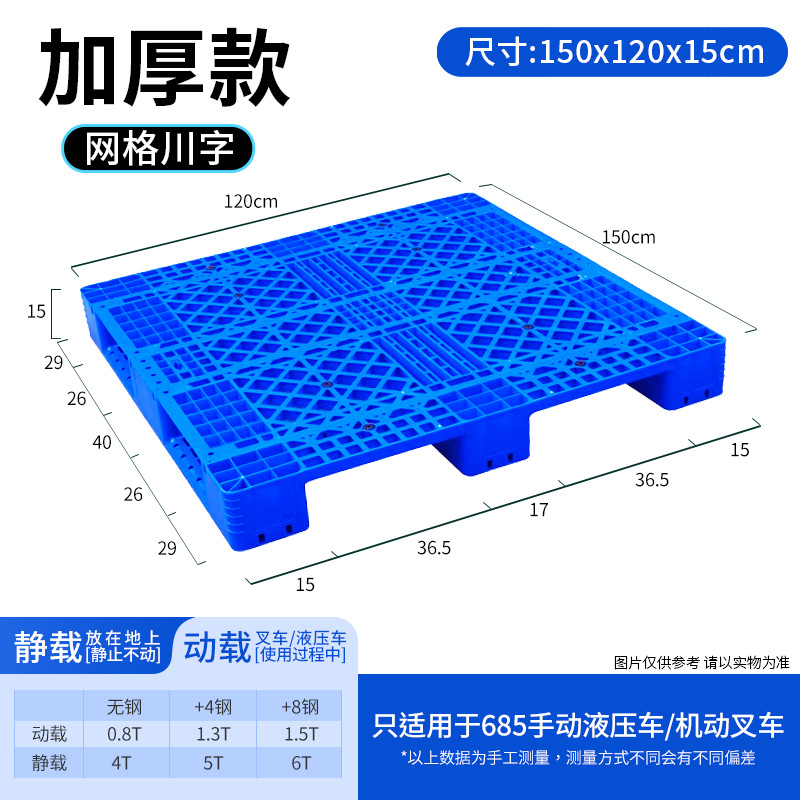 加厚款
尺寸:150x120x15cm
网格川字
120cm
150cm
15
29
26
40
26
29
15
36.5
17
36.5
15
静载 放在地上
[静止不动]
动载 叉车/液压车
[使用过程中]
图片仅供参考 请以实物为准
无钢 +4钢 +8钢
动载 0.8T 1.3T 1.5T
静载 4T 5T 6T
只适用于685手动液压车/机动叉车
*以上数据为手工测量，测量方式不同会有不同偏差